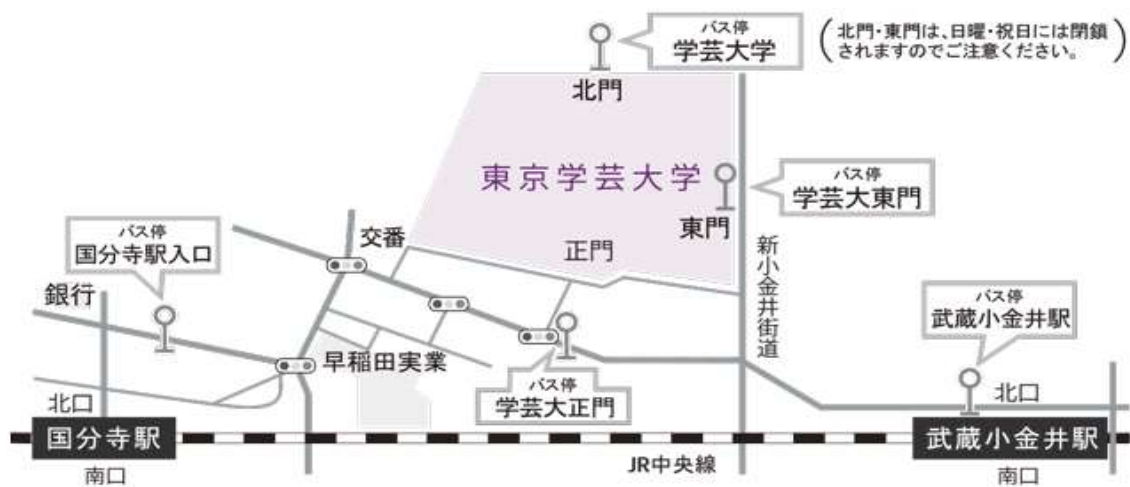 バス停
学芸大学
(北門・東門は、日曜・祝日には閉鎖
されますのでご注意ください。)
北門
東京学芸大学
バス停
学芸大東門
東門
バス停
国分寺駅入口
交番
正門
新小金井街道
銀行
バス停
武蔵小金井駅
早稲田実業
バス停
学芸大正門
北口
北口
国分寺駅
武蔵小金井駅
JR中央線
南口
南口